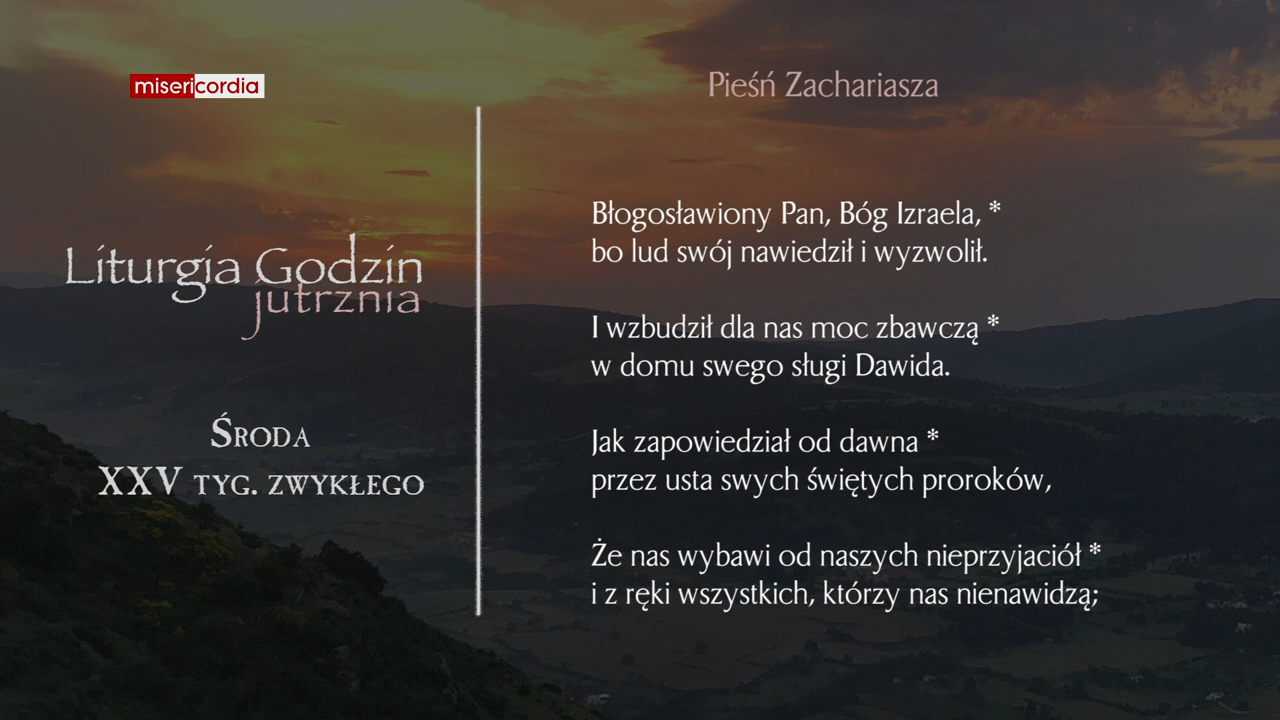 misericordia
Liturgia Godzin
jutrznia
Środa
XXV tyg. zwykłego
Pieśń Zachariasza
Błogosławiony Pan, Bóg Izraela, *
bo lud swój nawiedził i wyzwolił.
I wzbudził dla nas moc zbawczą *
w domu swego sługi Dawida.
Jak zapowiedział od dawna *
przez usta swych świętych proroków,
Że nas wybawi od naszych nieprzyjaciół *
i z ręki wszystkich, którzy nas nienawidzą;